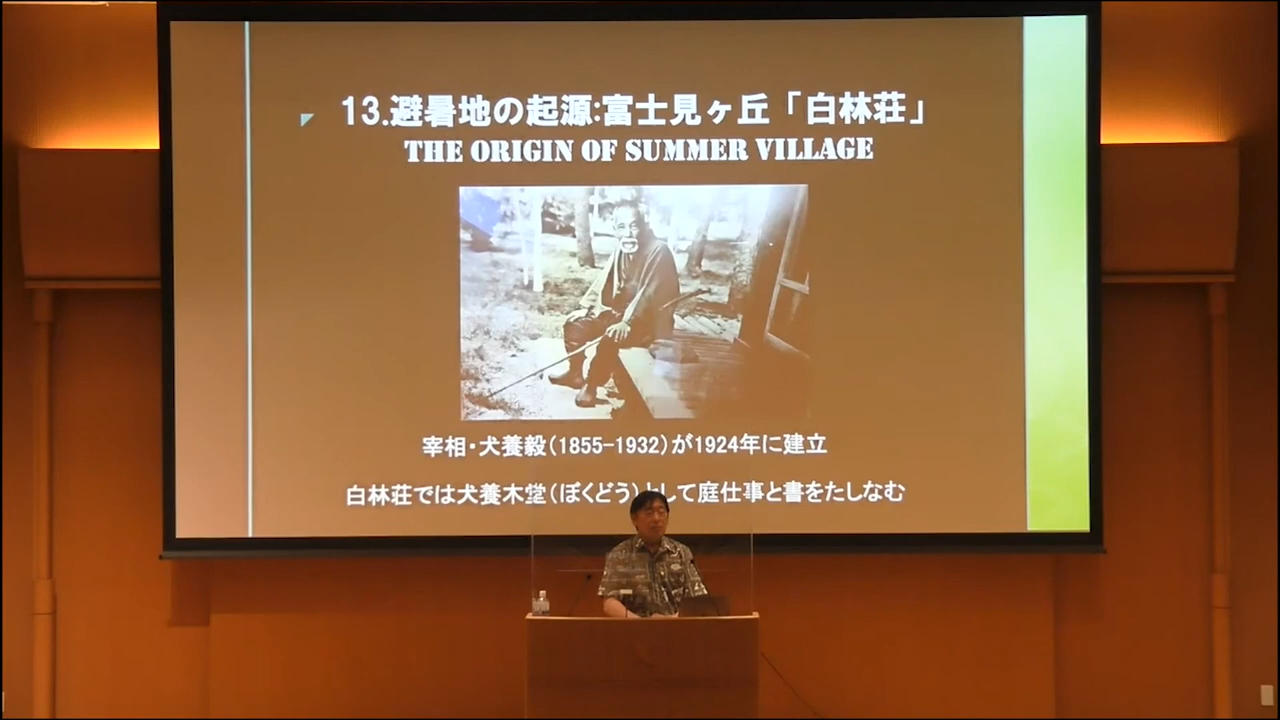 13.避暑地の起源:富士見ヶ丘「白林荘」
THE ORIGIN OF SUMMER VILLAGE
宰相・犬養毅(1855-1932)が1924年に建立
白林荘では犬養木堂(ぼくどう)として庭仕事と書をたしなむ